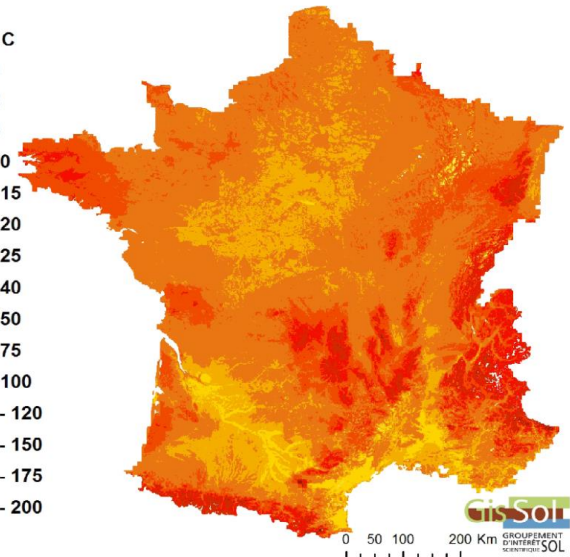 C
0
15
20
25
40
50
75
100
- 120
- 150
- 175
- 200
Gis Sol
GROUPEMENT
D'INTÉRÊT
SCIENTIFIQUE SOL
0 50 100 200 Km